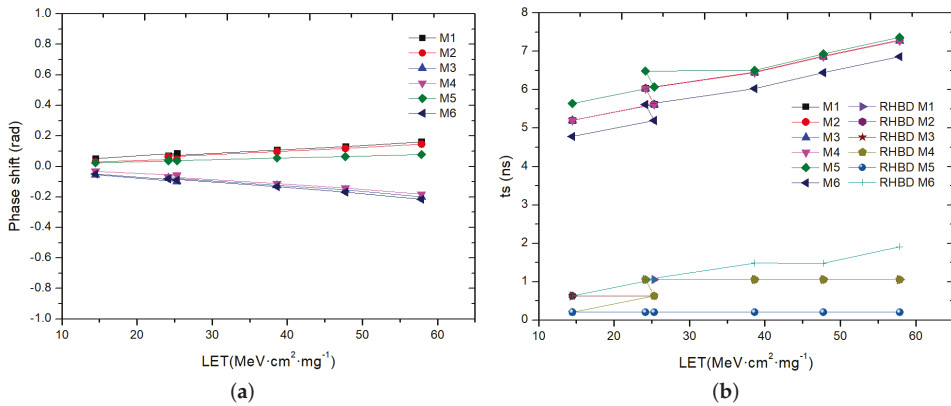 1.0
0.8
0.6
0.4
0.2
0.0
-0.2
-0.4
-0.6
-0.8
-1.0
Phase shift (rad)
M1
M2
M3
M4
M5
M6
10 20 30 40 50 60
LET(MeV·cm²·mg⁻¹)
(a)
8
7
6
5
4
3
2
1
0
ts (ns)
M1 RHBD M1
M2 RHBD M2
M3 RHBD M3
M4 RHBD M4
M5 RHBD M5
M6 RHBD M6
10 20 30 40 50 60
LET(MeV·cm²·mg⁻¹)
(b)